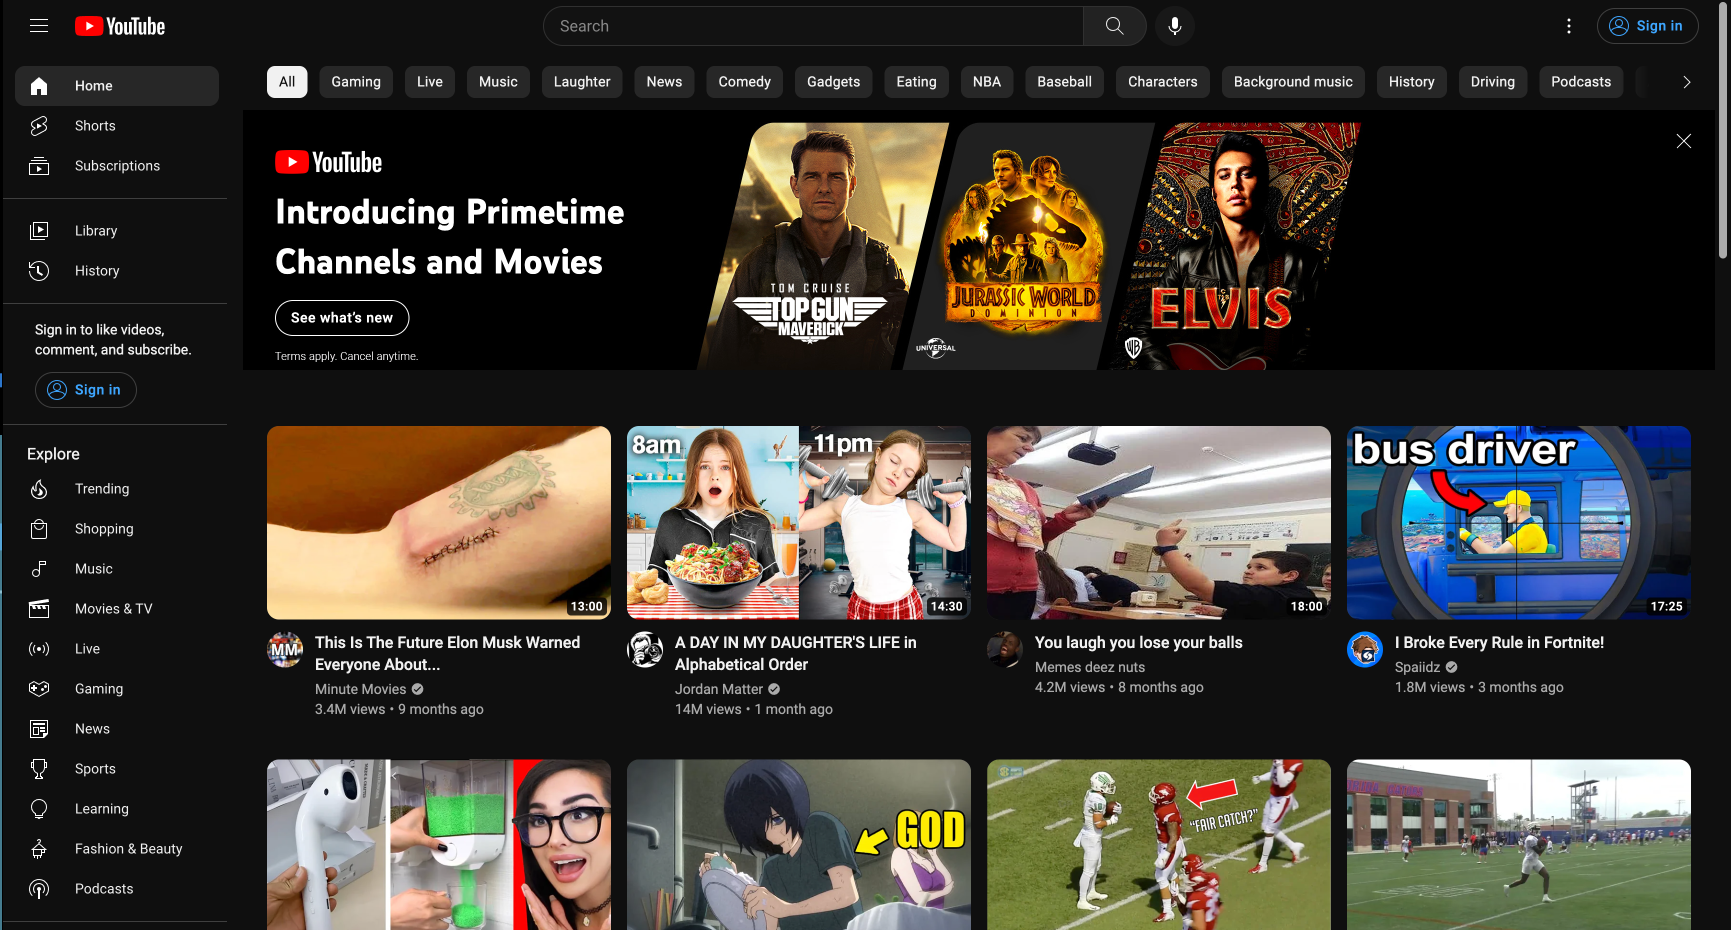 YouTube
Search
Sign in
Home
Shorts
Subscriptions
Library
History
Sign in to like videos,
comment, and subscribe.
Sign in
Explore
Trending
Shopping
Music
Movies & TV
Live
Gaming
News
Sports
Learning
Fashion & Beauty
Podcasts
All
Gaming
Live
Music
Laughter
News
Comedy
Gadgets
Eating
NBA
Baseball
Characters
Background music
History
Driving
Podcasts
YouTube
Introducing Primetime
Channels and Movies
See what's new
Terms apply. Cancel anytime.
TOM CRUISE
TOP GUN
MAVERICK
JURASSIC WORLD
DOMINION
UNIVERSAL
ELVIS
WB
13:00
MM
This Is The Future Elon Musk Warned
Everyone About...
Minute Movies
3.4M views • 9 months ago
8am
11pm
14:30
A DAY IN MY DAUGHTER'S LIFE in
Alphabetical Order
Jordan Matter
14M views • 1 month ago
18:00
You laugh you lose your balls
Memes deez nuts
4.2M views • 8 months ago
bus driver
17:25
I Broke Every Rule in Fortnite!
Spaiidz
1.8M views • 3 months ago
GOD
"FAIR CATCH?"